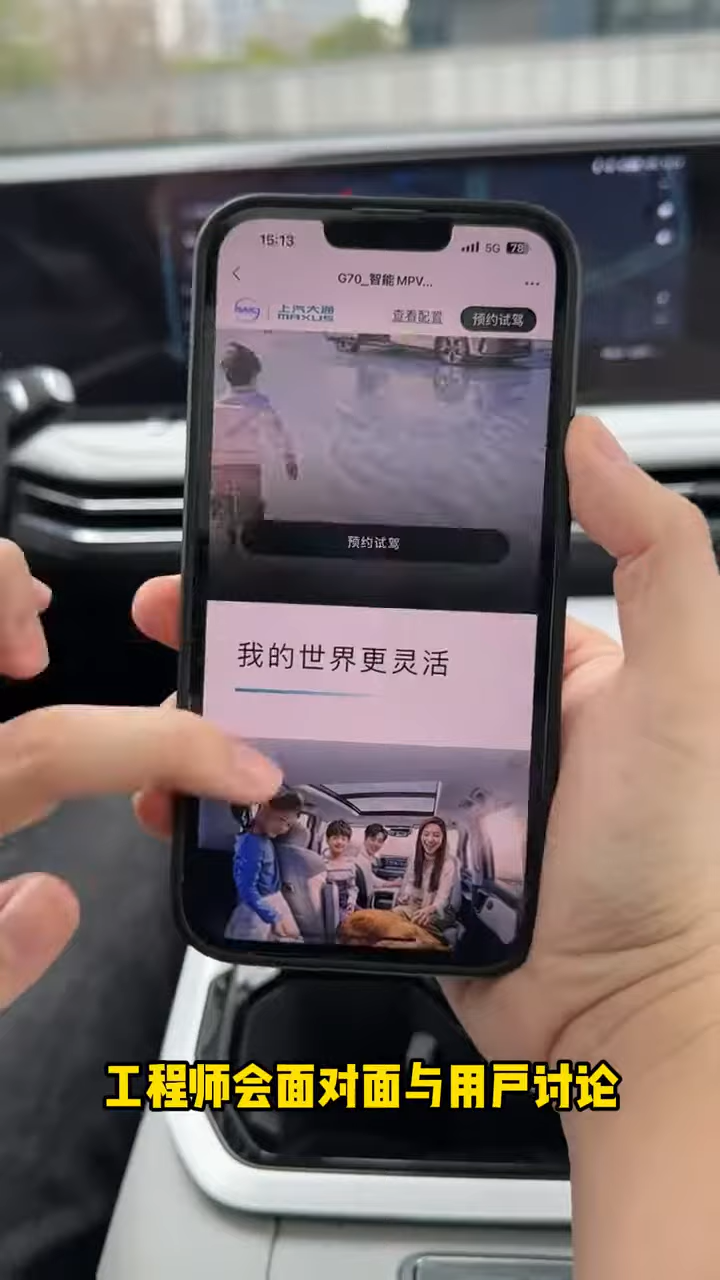 15:13
5G
78
G70_智能MPV...
上汽大通
MAXUS
查看配置
预约试驾
预约试驾
我的世界更灵活
工程师会面对面与用户讨论